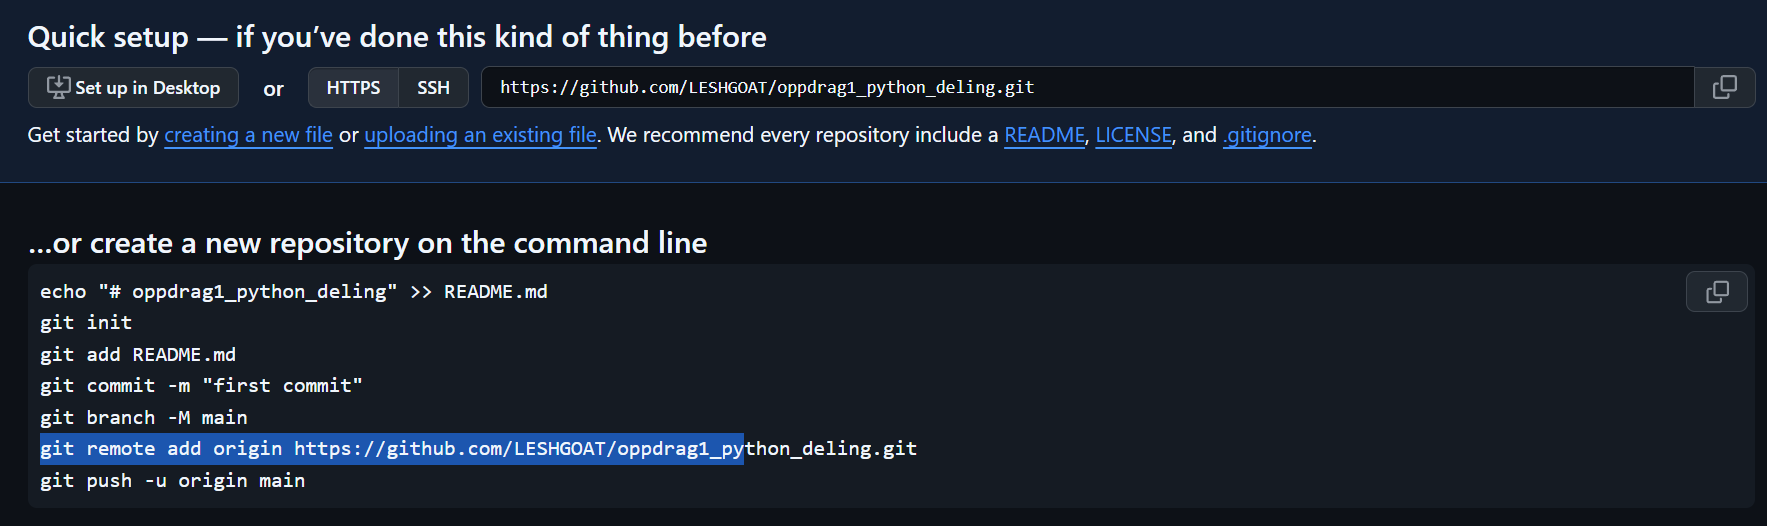 Quick setup — if you’ve done this kind of thing before
Set up in Desktop or HTTPS SSH https://github.com/LESHGOAT/oppdrag1_python_deling.git
Get started by creating a new file or uploading an existing file. We recommend every repository include a README, LICENSE, and .gitignore.
…or create a new repository on the command line
echo "# oppdrag1_python_deling" >> README.md
git init
git add README.md
git commit -m "first commit"
git branch -M main
git remote add origin https://github.com/LESHGOAT/oppdrag1_python_deling.git
git push -u origin main